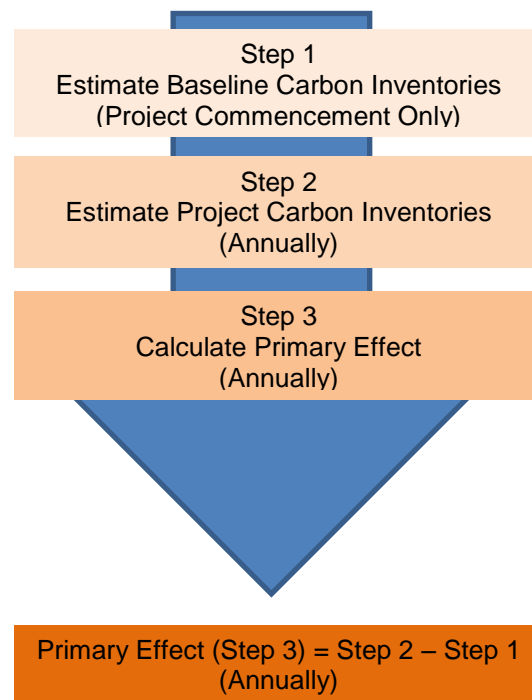 Step 1
Estimate Baseline Carbon Inventories
(Project Commencement Only)
Step 2
Estimate Project Carbon Inventories
(Annually)
Step 3
Calculate Primary Effect
(Annually)
Primary Effect (Step 3) = Step 2 – Step 1
(Annually)